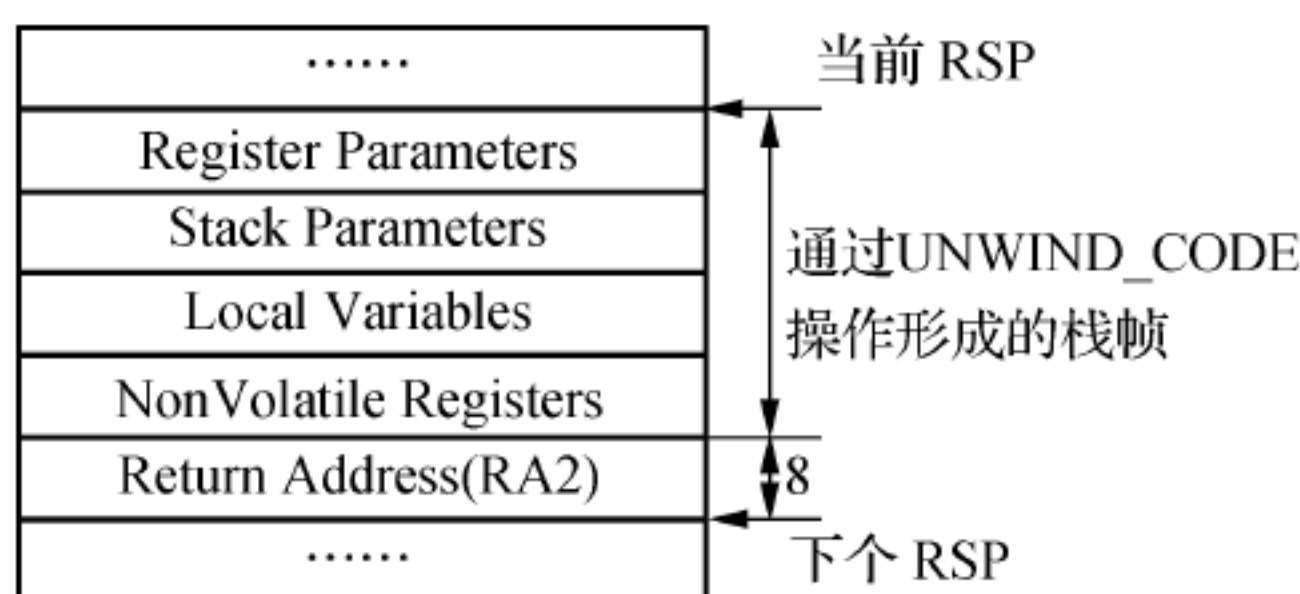 ……
当前 RSP
Register Parameters
Stack Parameters
Local Variables
NonVolatile Registers
通过UNWIND_CODE
操作形成的栈帧
Return Address(RA2)
8
……
下个 RSP